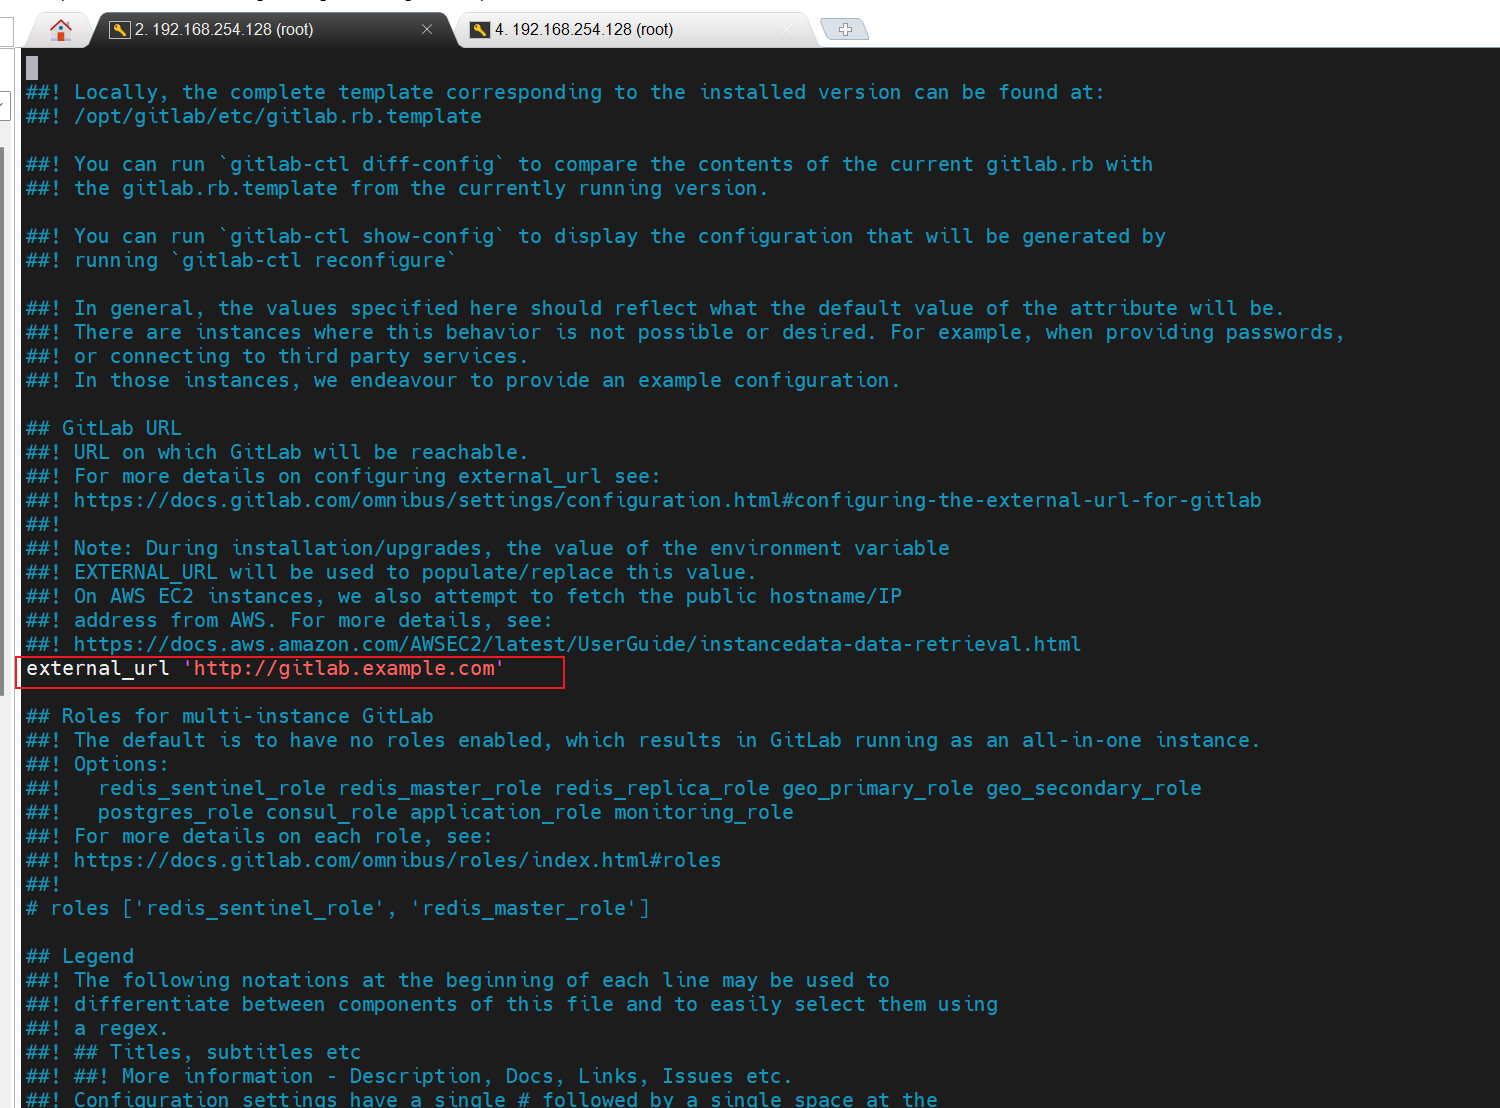 2. 192.168.254.128 (root)
4. 192.168.254.128 (root)
##! Locally, the complete template corresponding to the installed version can be found at:
##! /opt/gitlab/etc/gitlab.rb.template
##! You can run `gitlab-ctl diff-config` to compare the contents of the current gitlab.rb with
##! the gitlab.rb.template from the currently running version.
##! You can run `gitlab-ctl show-config` to display the configuration that will be generated by
##! running `gitlab-ctl reconfigure`
##! In general, the values specified here should reflect what the default value of the attribute will be.
##! There are instances where this behavior is not possible or desired. For example, when providing passwords,
##! or connecting to third party services.
##! In those instances, we endeavour to provide an example configuration.
## GitLab URL
##! URL on which GitLab will be reachable.
##! For more details on configuring external_url see:
##! https://docs.gitlab.com/omnibus/settings/configuration.html#configuring-the-external-url-for-gitlab
##!
##! Note: During installation/upgrades, the value of the environment variable
##! EXTERNAL_URL will be used to populate/replace this value.
##! On AWS EC2 instances, we also attempt to fetch the public hostname/IP
##! address from AWS. For more details, see:
##! https://docs.aws.amazon.com/AWSEC2/latest/UserGuide/instancedata-data-retrieval.html
external_url 'http://gitlab.example.com'
## Roles for multi-instance GitLab
##! The default is to have no roles enabled, which results in GitLab running as an all-in-one instance.
##! Options:
##!   redis_sentinel_role redis_master_role redis_replica_role geo_primary_role geo_secondary_role
##!   postgres_role consul_role application_role monitoring_role
##! For more details on each role, see:
##! https://docs.gitlab.com/omnibus/roles/index.html#roles
##!
# roles ['redis_sentinel_role', 'redis_master_role']
## Legend
##! The following notations at the beginning of each line may be used to
##! differentiate between components of this file and to easily select them using
##! a regex.
##! ## Titles, subtitles etc
##! ##! More information - Description, Docs, Links, Issues etc.
##! Configuration settings have a single # followed by a single space at the